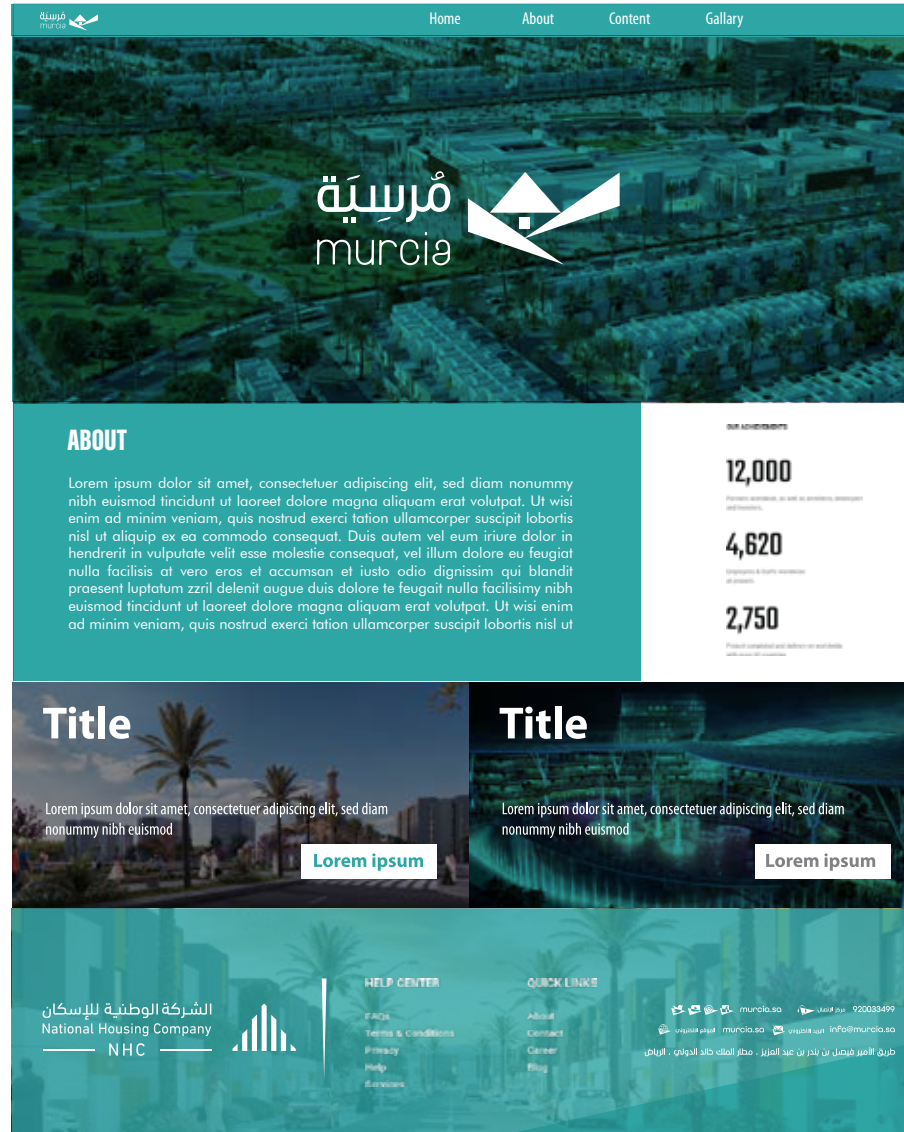 مُرسِيَة
murcia
Home About Content Gallary
مُرسِيَة
murcia
ABOUT
Lorem ipsum dolor sit amet, consectetuer adipiscing elit, sed diam nonummy
nibh euismod tincidunt ut laoreet dolore magna aliquam erat volutpat. Ut wisi
enim ad minim veniam, quis nostrud exerci tation ullamcorper suscipit lobortis
nisl ut aliquip ex ea commodo consequat. Duis autem vel eum iriure dolor in
hendrerit in vulputate velit esse molestie consequat, vel illum dolore eu feugiat
nulla facilisis at vero eros et accumsan et iusto odio dignissim qui blandit
praesent luptatum zzril delenit augue duis dolore te feugait nulla facilisimy nibh
euismod tincidunt ut laoreet dolore magna aliquam erat volutpat. Ut wisi enim
ad minim veniam, quis nostrud exerci tation ullamcorper suscipit lobortis nisl ut
OUR ACHIEVEMENTS
12,000
4,620
2,750
Title
Lorem ipsum dolor sit amet, consectetuer adipiscing elit, sed diam
nonummy nibh euismod
Lorem ipsum
Title
Lorem ipsum dolor sit amet, consectetuer adipiscing elit, sed diam
nonummy nibh euismod
Lorem ipsum
الشركة الوطنية للإسكان
National Housing Company
NHC
HELP CENTER
FAQs
Terms & Conditions
Privacy
Help
Services
QUICK LINKS
About
Contact
Career
Blog
murcia.sa مركز الاتصال 920033499
الموقع الالكتروني murcia.sa البريد الالكتروني info@murcia.sa
طريق الأمير فيصل بن بندر بن عبد العزيز . مطار الملك خالد الدولي . الرياض